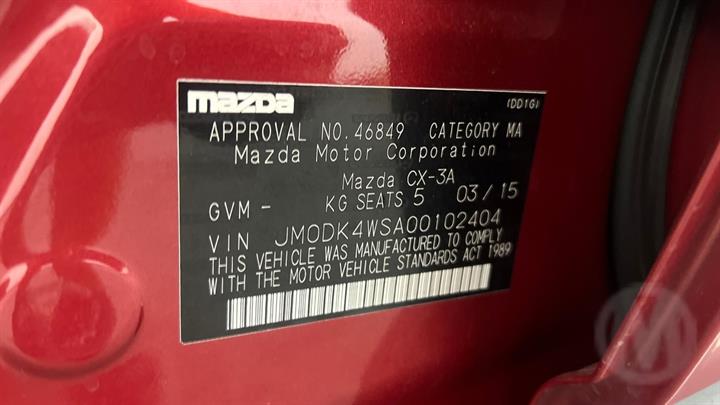 mazda (DD1G)
APPROVAL NO.46849 CATEGORY MA
Mazda Motor Corporation
Mazda CX-3A
GVM - KG SEATS 5 03/15
VIN JM0DK4WSA00102404
THIS VEHICLE WAS MANUFACTURED TO COMPLY
WITH THE MOTOR VEHICLE STANDARDS ACT 1989
M